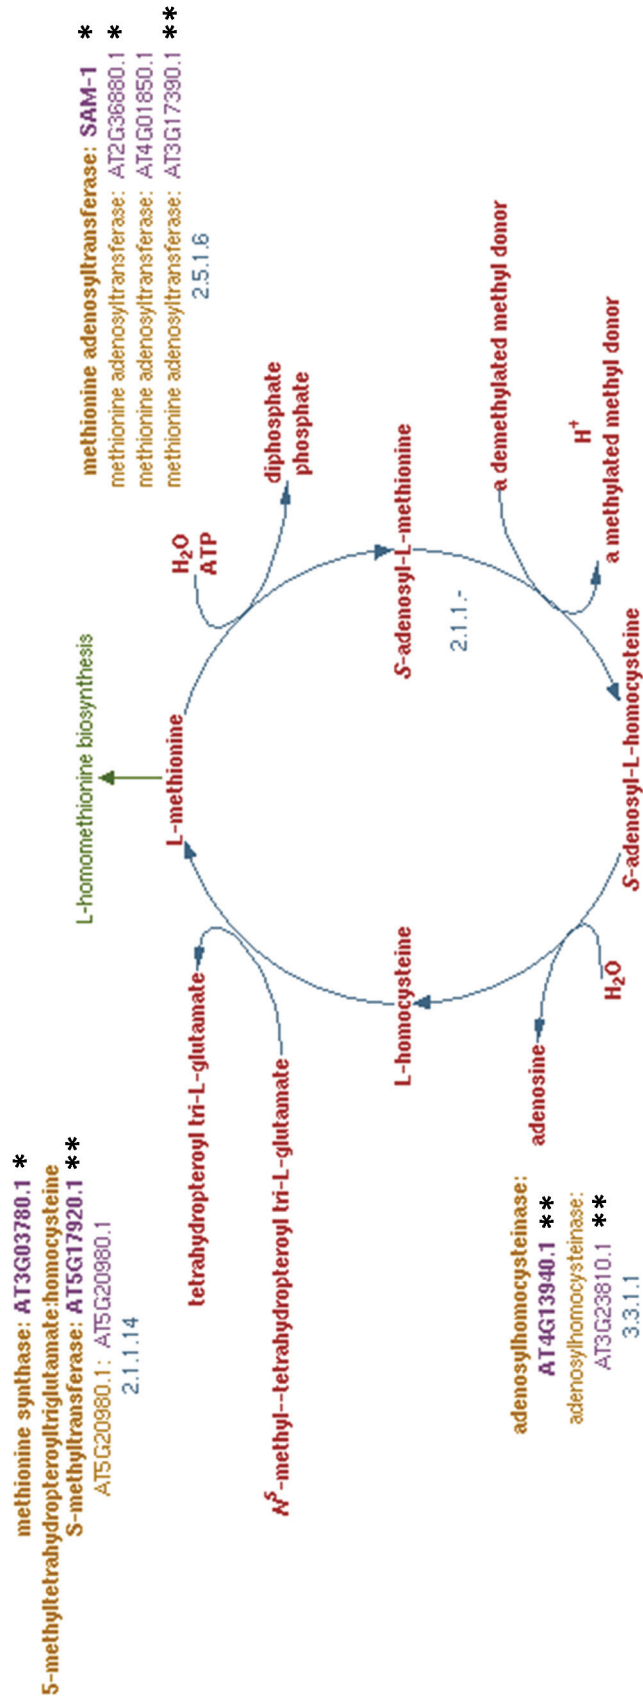 methionine synthase: AT3G03780.1 *
5-methyltetrahydropteroyltriglutamate:homocysteine
S-methyltransferase: AT5G17920.1 **
AT5G20980.1: AT5G20980.1
2.1.1.14
L-homomethionine biosynthesis
methionine adenosyltransferase: SAM-1 *
methionine adenosyltransferase: AT2G36880.1 *
methionine adenosyltransferase: AT4G01850.1
methionine adenosyltransferase: AT3G17390.1 **
2.5.1.6
L-methionine
H2O
ATP
diphosphate
phosphate
tetrahydropteroyl tri-L-glutamate
N5-methyl--tetrahydropteroyl tri-L-glutamate
L-homocysteine
S-adenosyl-L-methionine
2.1.1.-
a demethylated methyl donor
H+
a methylated methyl donor
adenosine
H2O
S-adenosyl-L-homocysteine
adenosylhomocysteinase:
AT4G13940.1 **
adenosylhomocysteinase:
AT3G23810.1 **
3.3.1.1